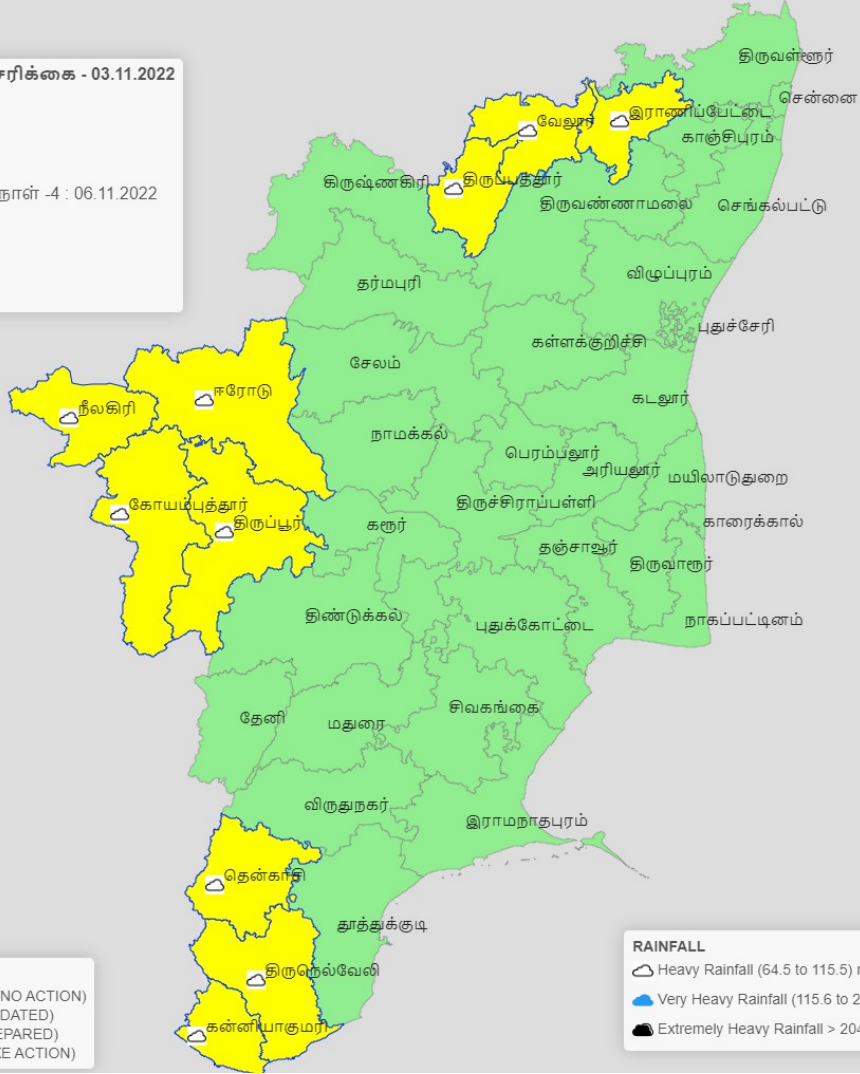 - 03.11.2022
நாள் -4 : 06.11.2022
திருவள்ளூர்
சென்னை
வேலூர்
இராணிப்பேட்டை
காஞ்சிபுரம்
கிருஷ்ணகிரி
திருப்பத்தூர்
திருவண்ணாமலை
செங்கல்பட்டு
விழுப்புரம்
தர்மபுரி
புதுச்சேரி
கள்ளக்குறிச்சி
சேலம்
ஈரோடு
கடலூர்
நீலகிரி
நாமக்கல்
பெரம்பலூர்
அரியலூர்
மயிலாடுதுறை
கோயம்புத்தூர்
திருச்சிராப்பள்ளி
திருப்பூர்
கரூர்
காரைக்கால்
தஞ்சாவூர்
திருவாரூர்
திண்டுக்கல்
புதுக்கோட்டை
நாகப்பட்டினம்
தேனி
மதுரை
சிவகங்கை
விருதுநகர்
இராமநாதபுரம்
தென்காசி
தூத்துக்குடி
திருநெல்வேலி
கன்னியாகுமரி
NO ACTION)
DATED)
EPARED)
ACTION)
RAINFALL
Heavy Rainfall (64.5 to 115.5)
Very Heavy Rainfall (115.6 to
Extremely Heavy Rainfall >